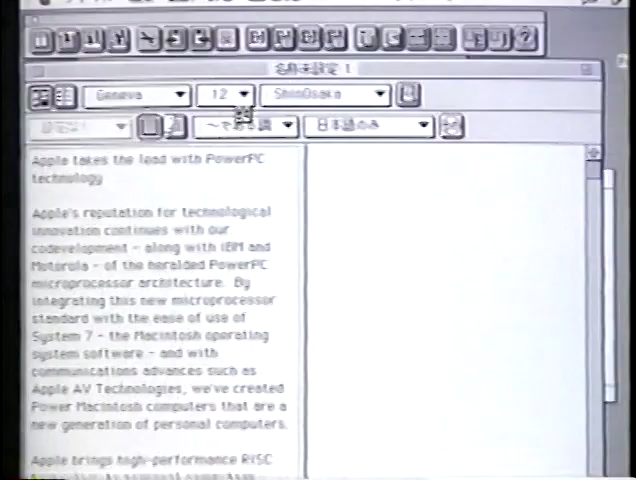 名称未設定 1
Geneva
12
ShinOsaka
～である調
日本語のみ
Apple takes the lead with PowerPC
technology
Apple's reputation for technological
innovation continues with our
codevelopment - along with IBM and
Motorola - of the heralded PowerPC
microprocessor architecture. By
integrating this new microprocessor
standard with the ease of use of
System 7 - the Macintosh operating
system software - and with
communications advances such as
Apple AV Technologies, we've created
Power Macintosh computers that are a
new generation of personal computers.
Apple brings high-performance RISC